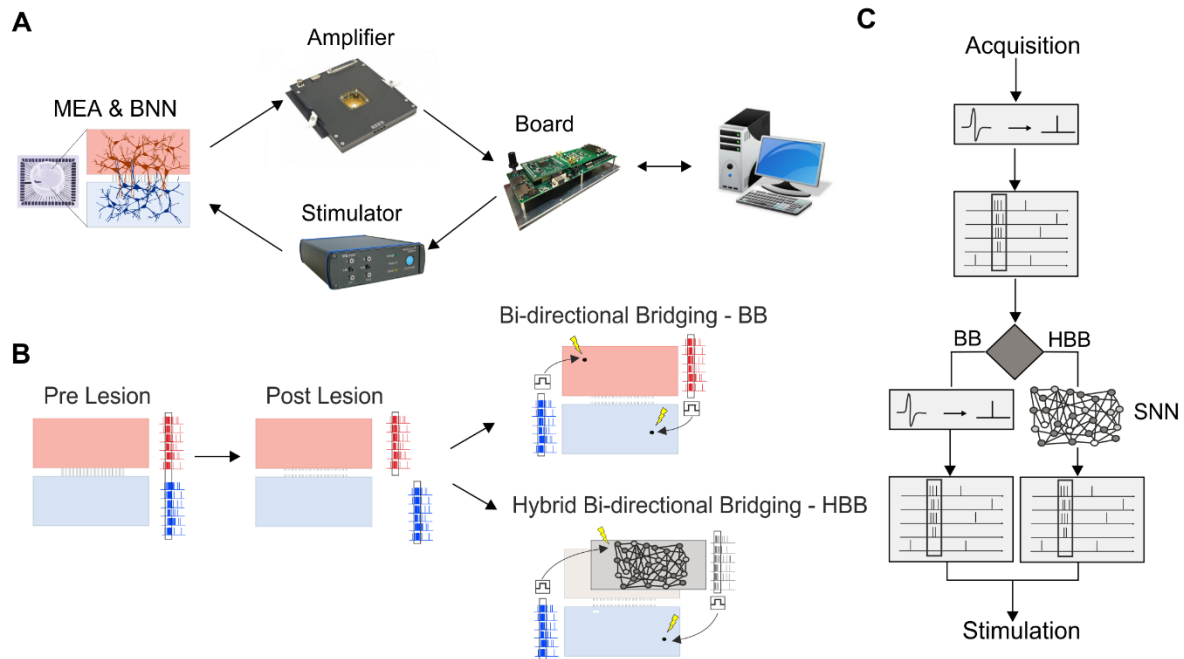 A
Amplifier
MEA & BNN
Board
Stimulator
B
Pre Lesion
Post Lesion
Bi-directional Bridging - BB
Hybrid Bi-directional Bridging - HBB
C
Acquisition
BB
HBB
SNN
Stimulation